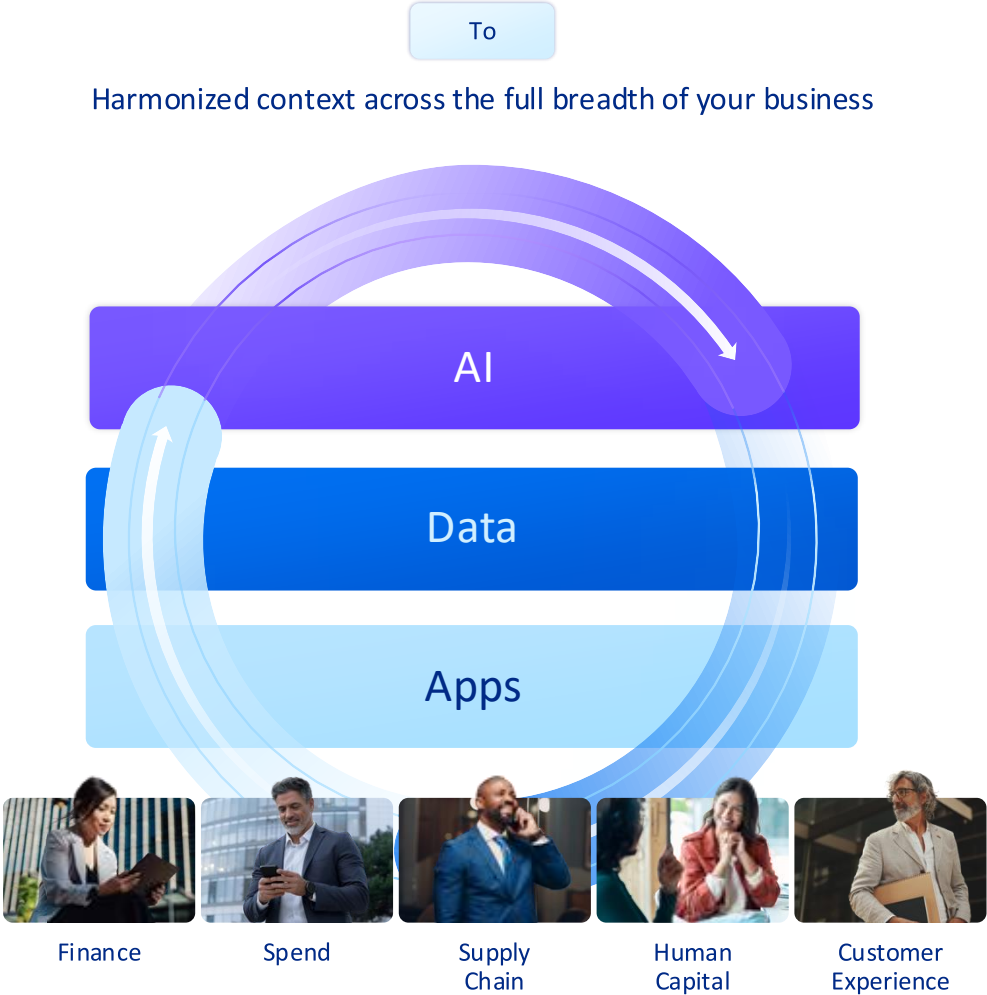 To
Harmonized context across the full breadth of your business
AI
Data
Apps
Finance
Spend
Supply
Chain
Human
Capital
Customer
Experience